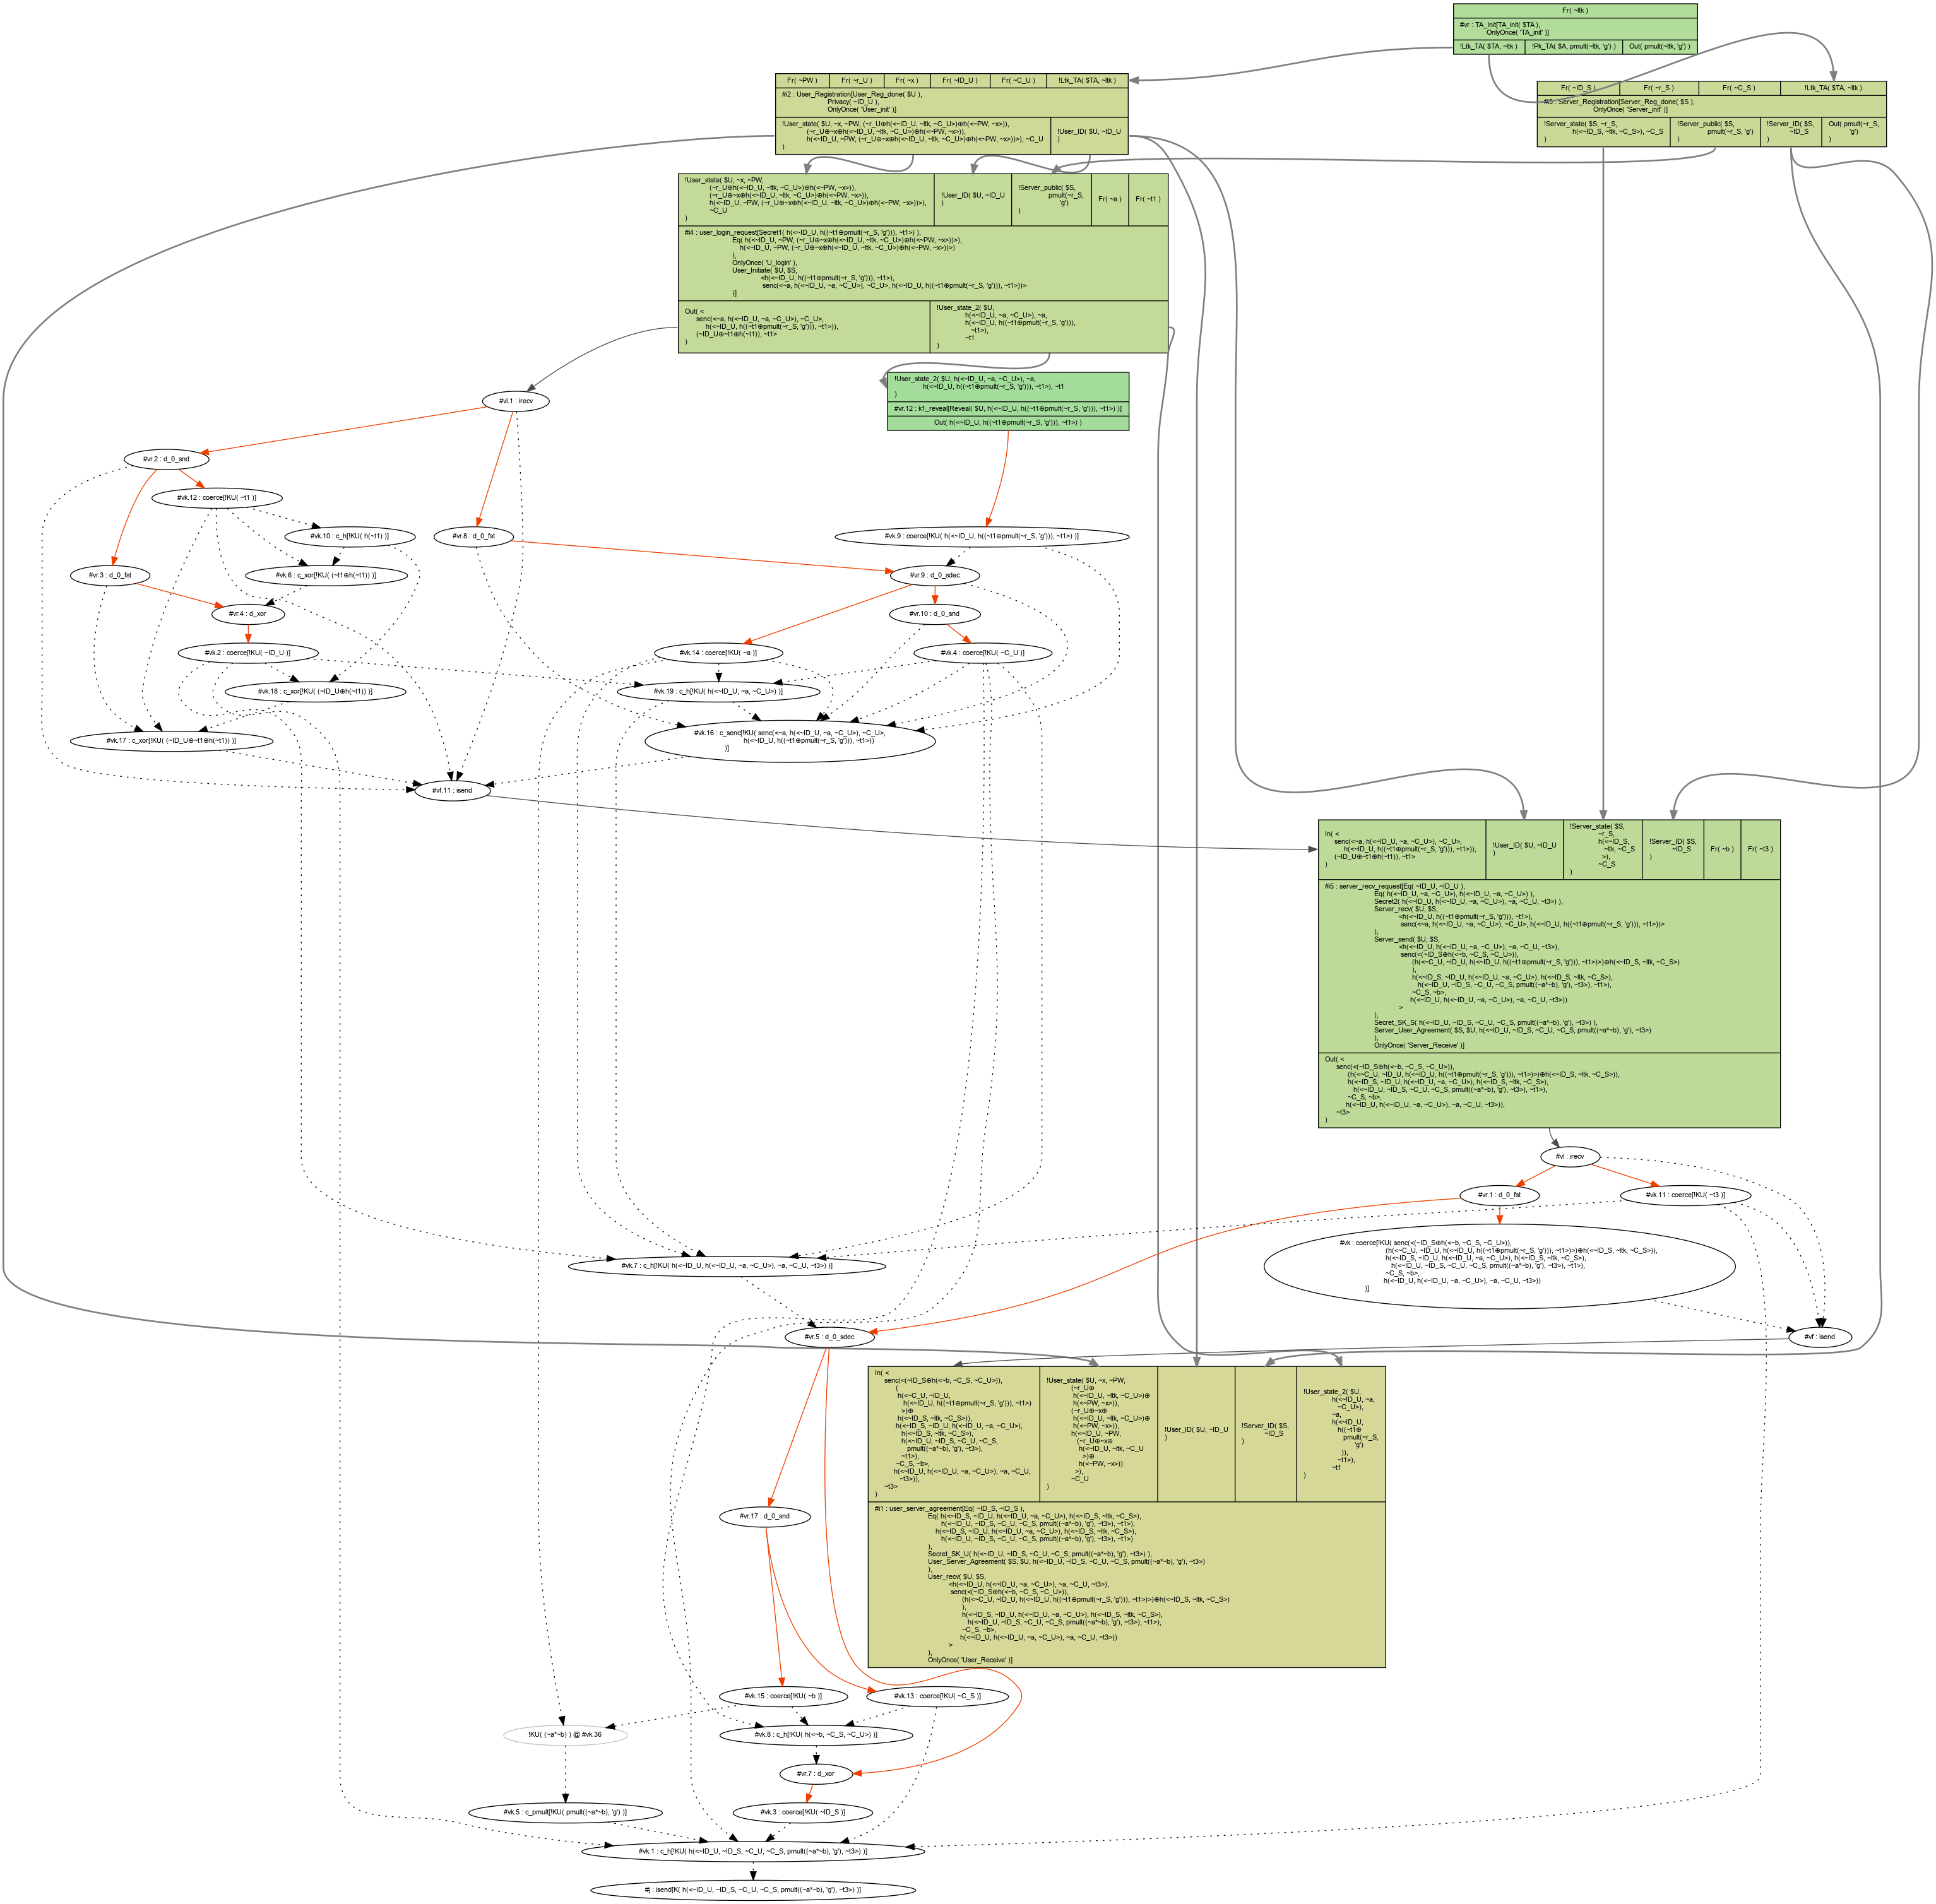 Fr( ~ltk )
#vr : TA_Init[TA_init( $TA ),
OnlyOnce( 'TA_init' )]
!Ltk_TA( $TA, ~ltk )
!Pk_TA( $A, pmult(~ltk, 'g') )
Out( pmult(~ltk, 'g') )
Fr( ~PW )
Fr( ~r_U )
Fr( ~x )
Fr( ~ID_U )
Fr( ~C_U )
!Ltk_TA( $TA, ~ltk )
#i2 : User_Registration[User_Reg_done( $U ),
Privacy( ~ID_U ),
OnlyOnce( 'User_init' )]
!User_state( $U, ~x, ~PW, (~r_U⊕h(<~ID_U, ~ltk, ~C_U>)⊕h(<~PW, ~x>)),
(~r_U⊕~x⊕h(<~ID_U, ~ltk, ~C_U>)⊕h(<~PW, ~x>)),
h(<~ID_U, ~PW, (~r_U⊕~x⊕h(<~ID_U, ~ltk, ~C_U>)⊕h(<~PW, ~x>))>), ~C_U
)
!User_ID( $U, ~ID_U
)
Fr( ~ID_S )
Fr( ~r_S )
Fr( ~C_S )
!Ltk_TA( $TA, ~ltk )
#i3 : Server_Registration[Server_Reg_done( $S ),
OnlyOnce( 'Server_init' )]
!Server_state( $S, ~r_S,
h(<~ID_S, ~ltk, ~C_S>), ~C_S
)
!Server_public( $S,
pmult(~r_S, 'g')
)
!Server_ID( $S,
~ID_S
)
Out( pmult(~r_S,
'g')
)
!User_state( $U, ~x, ~PW,
(~r_U⊕h(<~ID_U, ~ltk, ~C_U>)⊕h(<~PW, ~x>)),
(~r_U⊕~x⊕h(<~ID_U, ~ltk, ~C_U>)⊕h(<~PW, ~x>)),
h(<~ID_U, ~PW, (~r_U⊕~x⊕h(<~ID_U, ~ltk, ~C_U>)⊕h(<~PW, ~x>))>),
~C_U
)
!User_ID( $U, ~ID_U
)
!Server_public( $S,
pmult(~r_S,
'g')
)
Fr( ~a )
Fr( ~t1 )
#i4 : user_login_request[Secret1( h(<~ID_U, h((~t1⊕pmult(~r_S, 'g'))), ~t1>) ),
Eq( h(<~ID_U, ~PW, (~r_U⊕~x⊕h(<~ID_U, ~ltk, ~C_U>)⊕h(<~PW, ~x>))>),
h(<~ID_U, ~PW, (~r_U⊕~x⊕h(<~ID_U, ~ltk, ~C_U>)⊕h(<~PW, ~x>))>)
),
OnlyOnce( 'U_login' ),
User_Initiate( $U, $S,
<h(<~ID_U, h((~t1⊕pmult(~r_S, 'g'))), ~t1>),
senc(<~a, h(<~ID_U, ~a, ~C_U>), ~C_U>, h(<~ID_U, h((~t1⊕pmult(~r_S, 'g'))), ~t1>))>
)]
Out( <
senc(<~a, h(<~ID_U, ~a, ~C_U>), ~C_U>,
h(<~ID_U, h((~t1⊕pmult(~r_S, 'g'))), ~t1>)),
(~ID_U⊕~t1⊕h(~t1)), ~t1>
)
!User_state_2( $U,
h(<~ID_U, ~a, ~C_U>), ~a,
h(<~ID_U, h((~t1⊕pmult(~r_S, 'g'))),
~t1>),
~t1
)
!User_state_2( $U, h(<~ID_U, ~a, ~C_U>), ~a,
h(<~ID_U, h((~t1⊕pmult(~r_S, 'g'))), ~t1>), ~t1
)
#vr.12 : k1_reveal[Reveal( $U, h(<~ID_U, h((~t1⊕pmult(~r_S, 'g'))), ~t1>) )]
Out( h(<~ID_U, h((~t1⊕pmult(~r_S, 'g'))), ~t1>) )
#vl.1 : irecv
#vr.2 : d_0_snd
#vk.12 : coerce[!KU( ~t1 )]
#vk.10 : c_h[!KU( h(~t1) )]
#vr.8 : d_0_fst
#vk.9 : coerce[!KU( h(<~ID_U, h((~t1⊕pmult(~r_S, 'g'))), ~t1>) )]
#vr.3 : d_0_fst
#vk.6 : c_xor[!KU( (~t1⊕h(~t1)) )]
#vr.9 : d_0_sdec
#vr.4 : d_xor
#vr.10 : d_0_snd
#vk.2 : coerce[!KU( ~ID_U )]
#vk.14 : coerce[!KU( ~a )]
#vk.4 : coerce[!KU( ~C_U )]
#vk.18 : c_xor[!KU( (~ID_U⊕h(~t1)) )]
#vk.19 : c_h[!KU( h(<~ID_U, ~a, ~C_U>) )]
#vk.17 : c_xor[!KU( (~ID_U⊕~t1⊕h(~t1)) )]
#vk.16 : c_senc[!KU( senc(<~a, h(<~ID_U, ~a, ~C_U>), ~C_U>,
h(<~ID_U, h((~t1⊕pmult(~r_S, 'g'))), ~t1>))
)]
#vf.11 : isend
In( <
senc(<~a, h(<~ID_U, ~a, ~C_U>), ~C_U>,
h(<~ID_U, h((~t1⊕pmult(~r_S, 'g'))), ~t1>)),
(~ID_U⊕~t1⊕h(~t1)), ~t1>
)
!User_ID( $U, ~ID_U
)
!Server_state( $S,
~r_S,
h(<~ID_S,
~ltk, ~C_S
>),
~C_S
)
!Server_ID( $S,
~ID_S
)
Fr( ~b )
Fr( ~t3 )
#i5 : server_recv_request[Eq( ~ID_U, ~ID_U ),
Eq( h(<~ID_U, ~a, ~C_U>), h(<~ID_U, ~a, ~C_U>) ),
Secret2( h(<~ID_U, h(<~ID_U, ~a, ~C_U>), ~a, ~C_U, ~t3>) ),
Server_recv( $U, $S,
<h(<~ID_U, h((~t1⊕pmult(~r_S, 'g'))), ~t1>),
senc(<~a, h(<~ID_U, ~a, ~C_U>), ~C_U>, h(<~ID_U, h((~t1⊕pmult(~r_S, 'g'))), ~t1>))>
),
Server_send( $U, $S,
<h(<~ID_U, h(<~ID_U, ~a, ~C_U>), ~a, ~C_U, ~t3>),
senc(<(~ID_S⊕h(<~b, ~C_S, ~C_U>)),
(h(<~C_U, ~ID_U, h(<~ID_U, h((~t1⊕pmult(~r_S, 'g'))), ~t1>)>)⊕h(<~ID_S, ~ltk, ~C_S>)
),
h(<~ID_S, ~ID_U, h(<~ID_U, ~a, ~C_U>), h(<~ID_S, ~ltk, ~C_S>),
h(<~ID_U, ~ID_S, ~C_U, ~C_S, pmult((~a*~b), 'g'), ~t3>), ~t1>),
~C_S, ~b>,
h(<~ID_U, h(<~ID_U, ~a, ~C_U>), ~a, ~C_U, ~t3>))
>
),
Secret_SK_S( h(<~ID_U, ~ID_S, ~C_U, ~C_S, pmult((~a*~b), 'g'), ~t3>) ),
Server_User_Agreement( $S, $U, h(<~ID_U, ~ID_S, ~C_U, ~C_S, pmult((~a*~b), 'g'), ~t3>)
),
OnlyOnce( 'Server_Receive' )]
Out( <
senc(<(~ID_S⊕h(<~b, ~C_S, ~C_U>)),
(h(<~C_U, ~ID_U, h(<~ID_U, h((~t1⊕pmult(~r_S, 'g'))), ~t1>)>)⊕h(<~ID_S, ~ltk, ~C_S>)),
h(<~ID_S, ~ID_U, h(<~ID_U, ~a, ~C_U>), h(<~ID_S, ~ltk, ~C_S>),
h(<~ID_U, ~ID_S, ~C_U, ~C_S, pmult((~a*~b), 'g'), ~t3>), ~t1>),
~C_S, ~b>,
h(<~ID_U, h(<~ID_U, ~a, ~C_U>), ~a, ~C_U, ~t3>)),
~t3>
)
#vl : irecv
#vr.1 : d_0_fst
#vk.11 : coerce[!KU( ~t3 )]
#vk.7 : c_h[!KU( h(<~ID_U, h(<~ID_U, ~a, ~C_U>), ~a, ~C_U, ~t3>) )]
#vk : coerce[!KU( senc(<(~ID_S⊕h(<~b, ~C_S, ~C_U>)),
(h(<~C_U, ~ID_U, h(<~ID_U, h((~t1⊕pmult(~r_S, 'g'))), ~t1>)>)⊕h(<~ID_S, ~ltk, ~C_S>)),
h(<~ID_S, ~ID_U, h(<~ID_U, ~a, ~C_U>), h(<~ID_S, ~ltk, ~C_S>),
h(<~ID_U, ~ID_S, ~C_U, ~C_S, pmult((~a*~b), 'g'), ~t3>), ~t1>),
~C_S, ~b>,
h(<~ID_U, h(<~ID_U, ~a, ~C_U>), ~a, ~C_U, ~t3>))
)]
#vr.5 : d_0_sdec
#vf : isend
In( <
senc(<(~ID_S⊕h(<~b, ~C_S, ~C_U>)),
(
h(<~C_U, ~ID_U,
h(<~ID_U, h((~t1⊕pmult(~r_S, 'g'))), ~t1>)
>)⊕
h(<~ID_S, ~ltk, ~C_S>)),
h(<~ID_S, ~ID_U, h(<~ID_U, ~a, ~C_U>),
h(<~ID_S, ~ltk, ~C_S>),
h(<~ID_U, ~ID_S, ~C_U, ~C_S,
pmult((~a*~b), 'g'), ~t3>),
~t1>),
~C_S, ~b>,
h(<~ID_U, h(<~ID_U, ~a, ~C_U>), ~a, ~C_U,
~t3>)),
~t3>
)
!User_state( $U, ~x, ~PW,
(~r_U⊕
h(<~ID_U, ~ltk, ~C_U>)⊕
h(<~PW, ~x>)),
(~r_U⊕~x⊕
h(<~ID_U, ~ltk, ~C_U>)⊕
h(<~PW, ~x>)),
h(<~ID_U, ~PW,
(~r_U⊕~x⊕
h(<~ID_U, ~ltk, ~C_U
>)⊕
h(<~PW, ~x>))
>),
~C_U
)
!User_ID( $U, ~ID_U
)
!Server_ID( $S,
~ID_S
)
!User_state_2( $U,
h(<~ID_U, ~a,
~C_U>),
~a,
h(<~ID_U,
h((~t1⊕
pmult(~r_S,
'g')
)),
~t1>),
~t1
)
#i1 : user_server_agreement[Eq( ~ID_S, ~ID_S ),
Eq( h(<~ID_S, ~ID_U, h(<~ID_U, ~a, ~C_U>), h(<~ID_S, ~ltk, ~C_S>),
h(<~ID_U, ~ID_S, ~C_U, ~C_S, pmult((~a*~b), 'g'), ~t3>), ~t1>),
h(<~ID_S, ~ID_U, h(<~ID_U, ~a, ~C_U>), h(<~ID_S, ~ltk, ~C_S>),
h(<~ID_U, ~ID_S, ~C_U, ~C_S, pmult((~a*~b), 'g'), ~t3>), ~t1>)
),
Secret_SK_U( h(<~ID_U, ~ID_S, ~C_U, ~C_S, pmult((~a*~b), 'g'), ~t3>) ),
User_Server_Agreement( $S, $U, h(<~ID_U, ~ID_S, ~C_U, ~C_S, pmult((~a*~b), 'g'), ~t3>)
),
User_recv( $U, $S,
<h(<~ID_U, h(<~ID_U, ~a, ~C_U>), ~a, ~C_U, ~t3>),
senc(<(~ID_S⊕h(<~b, ~C_S, ~C_U>)),
(h(<~C_U, ~ID_U, h(<~ID_U, h((~t1⊕pmult(~r_S, 'g'))), ~t1>)>)⊕h(<~ID_S, ~ltk, ~C_S>)
),
h(<~ID_S, ~ID_U, h(<~ID_U, ~a, ~C_U>), h(<~ID_S, ~ltk, ~C_S>),
h(<~ID_U, ~ID_S, ~C_U, ~C_S, pmult((~a*~b), 'g'), ~t3>), ~t1>),
~C_S, ~b>,
h(<~ID_U, h(<~ID_U, ~a, ~C_U>), ~a, ~C_U, ~t3>))
>
),
OnlyOnce( 'User_Receive' )]
#vr.17 : d_0_snd
#vk.15 : coerce[!KU( ~b )]
#vk.13 : coerce[!KU( ~C_S )]
!KU( (~a*~b) ) @ #vk.36
#vk.8 : c_h[!KU( h(<~b, ~C_S, ~C_U>) )]
#vr.7 : d_xor
#vk.5 : c_pmult[!KU( pmult((~a*~b), 'g') )]
#vk.3 : coerce[!KU( ~ID_S )]
#vk.1 : c_h[!KU( h(<~ID_U, ~ID_S, ~C_U, ~C_S, pmult((~a*~b), 'g'), ~t3>) )]
#j : isend[K( h(<~ID_U, ~ID_S, ~C_U, ~C_S, pmult((~a*~b), 'g'), ~t3>) )]